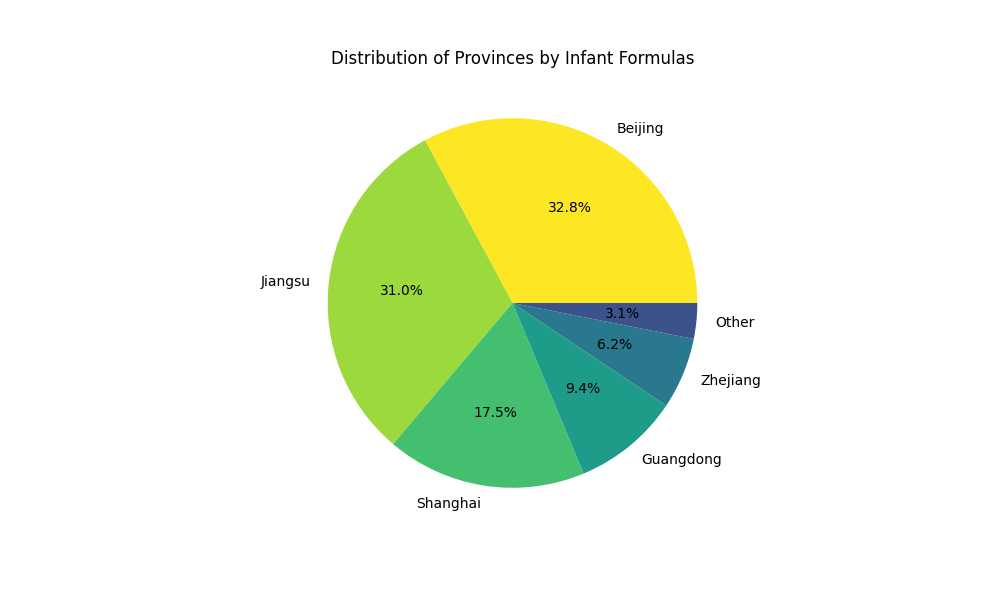 Distribution of Provinces by Infant Formulas
Beijing
32.8%
Jiangsu
31.0%
Shanghai
17.5%
Guangdong
9.4%
Zhejiang
6.2%
Other
3.1%